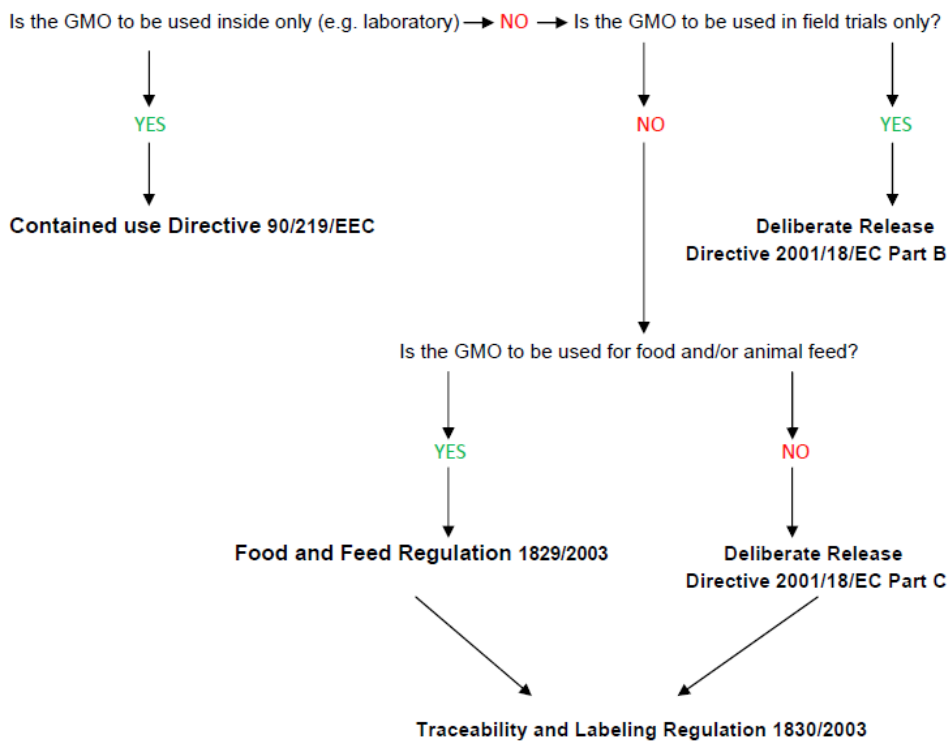 Is the GMO to be used inside only (e.g. laboratory) NO Is the GMO to be used in field trials only?
YES NO YES
Contained use Directive 90/219/EEC
Deliberate Release
Directive 2001/18/EC Part B
Is the GMO to be used for food and/or animal feed?
YES NO
Food and Feed Regulation 1829/2003
Deliberate Release
Directive 2001/18/EC Part C
Traceability and Labeling Regulation 1830/2003